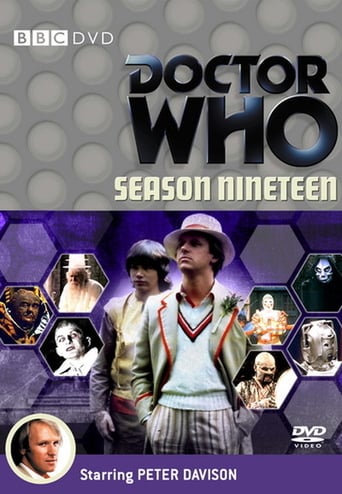 BBC DVD
DOCTOR
WHO
SEASON NINETEEN
DVD
VIDEO
Starring PETER DAVISON